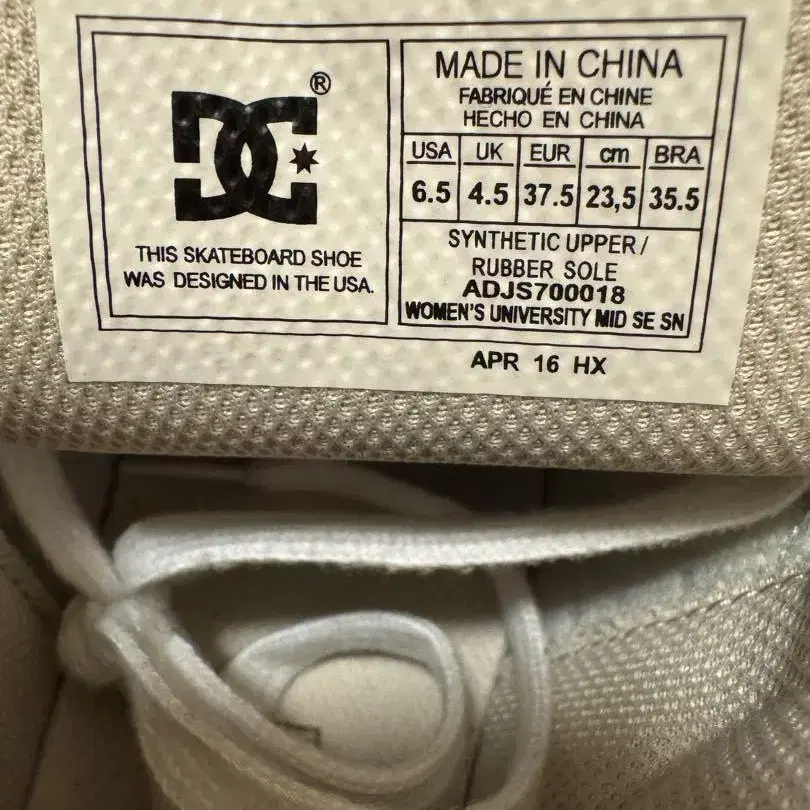 DC®
THIS SKATEBOARD SHOE
WAS DESIGNED IN THE USA.
MADE IN CHINA
FABRIQUÉ EN CHINE
HECHO EN CHINA
USA UK EUR cm BRA
6.5 4.5 37.5 23,5 35.5
SYNTHETIC UPPER /
RUBBER SOLE
ADJS700018
WOMEN'S UNIVERSITY MID SE SN
APR 16 HX